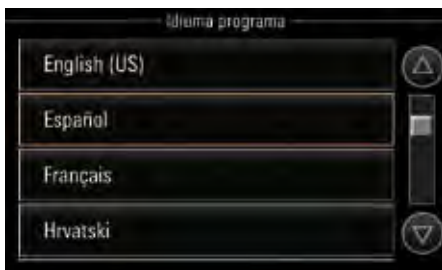 Idioma programa
English (US)
Español
Français
Hrvatski